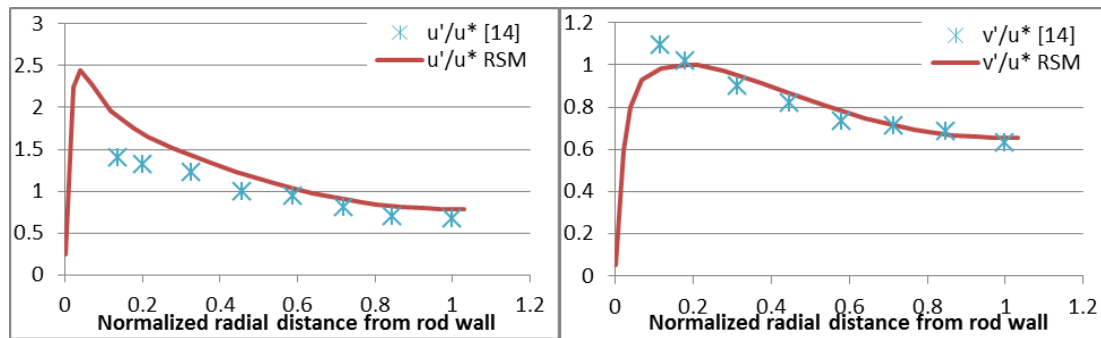 3
2.5
2
1.5
1
0.5
0
u'/u* [14]
u'/u* RSM
0 0.2 0.4 0.6 0.8 1 1.2
Normalized radial distance from rod wall
1.2
1
0.8
0.6
0.4
0.2
0
v'/u* [14]
v'/u* RSM
0 0.2 0.4 0.6 0.8 1 1.2
Normalized radial distance from rod wall